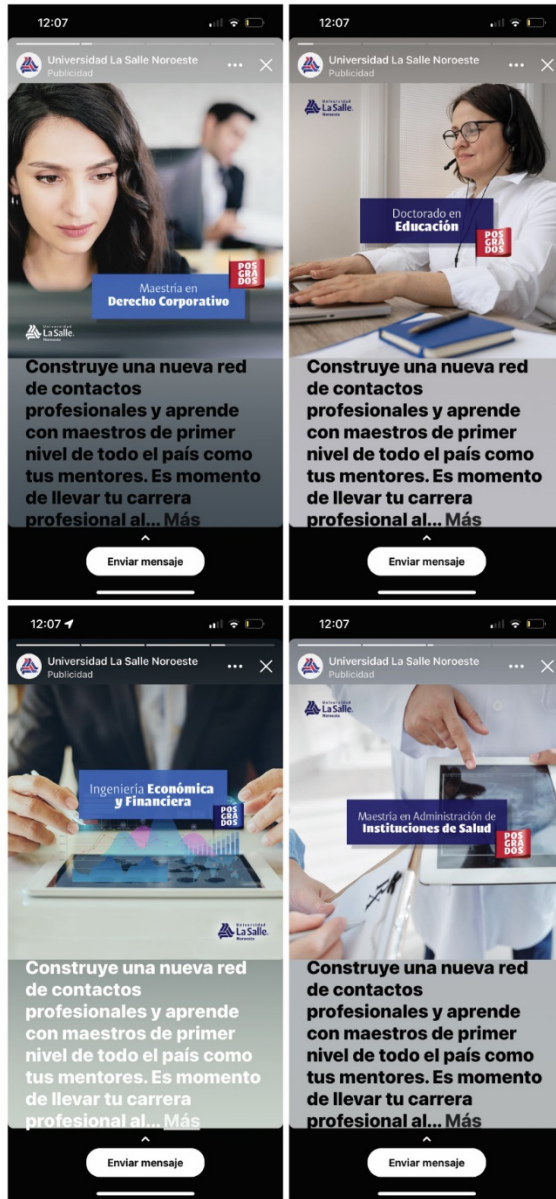 12:07
Universidad La Salle Noroeste
Publicidad
Maestría en
Derecho Corporativo
POS
GRA
DOS
Universidad
La Salle.
Noroeste
Construye una nueva red
de contactos
profesionales y aprende
con maestros de primer
nivel de todo el país como
tus mentores. Es momento
de llevar tu carrera
profesional al... Más
Enviar mensaje
12:07
Universidad La Salle Noroeste
Publicidad
Universidad
La Salle.
Noroeste
Doctorado en
Educación
POS
GRA
DOS
Construye una nueva red
de contactos
profesionales y aprende
con maestros de primer
nivel de todo el país como
tus mentores. Es momento
de llevar tu carrera
profesional al... Más
Enviar mensaje
12:07
Universidad La Salle Noroeste
Publicidad
Ingeniería Económica
y Financiera
POS
GRA
DOS
Universidad
La Salle.
Noroeste
Construye una nueva red
de contactos
profesionales y aprende
con maestros de primer
nivel de todo el país como
tus mentores. Es momento
de llevar tu carrera
profesional al... Más
Enviar mensaje
12:07
Universidad La Salle Noroeste
Publicidad
Universidad
La Salle.
Noroeste
Maestría en Administración de
Instituciones de Salud
POS
GRA
DOS
Construye una nueva red
de contactos
profesionales y aprende
con maestros de primer
nivel de todo el país como
tus mentores. Es momento
de llevar tu carrera
profesional al... Más
Enviar mensaje